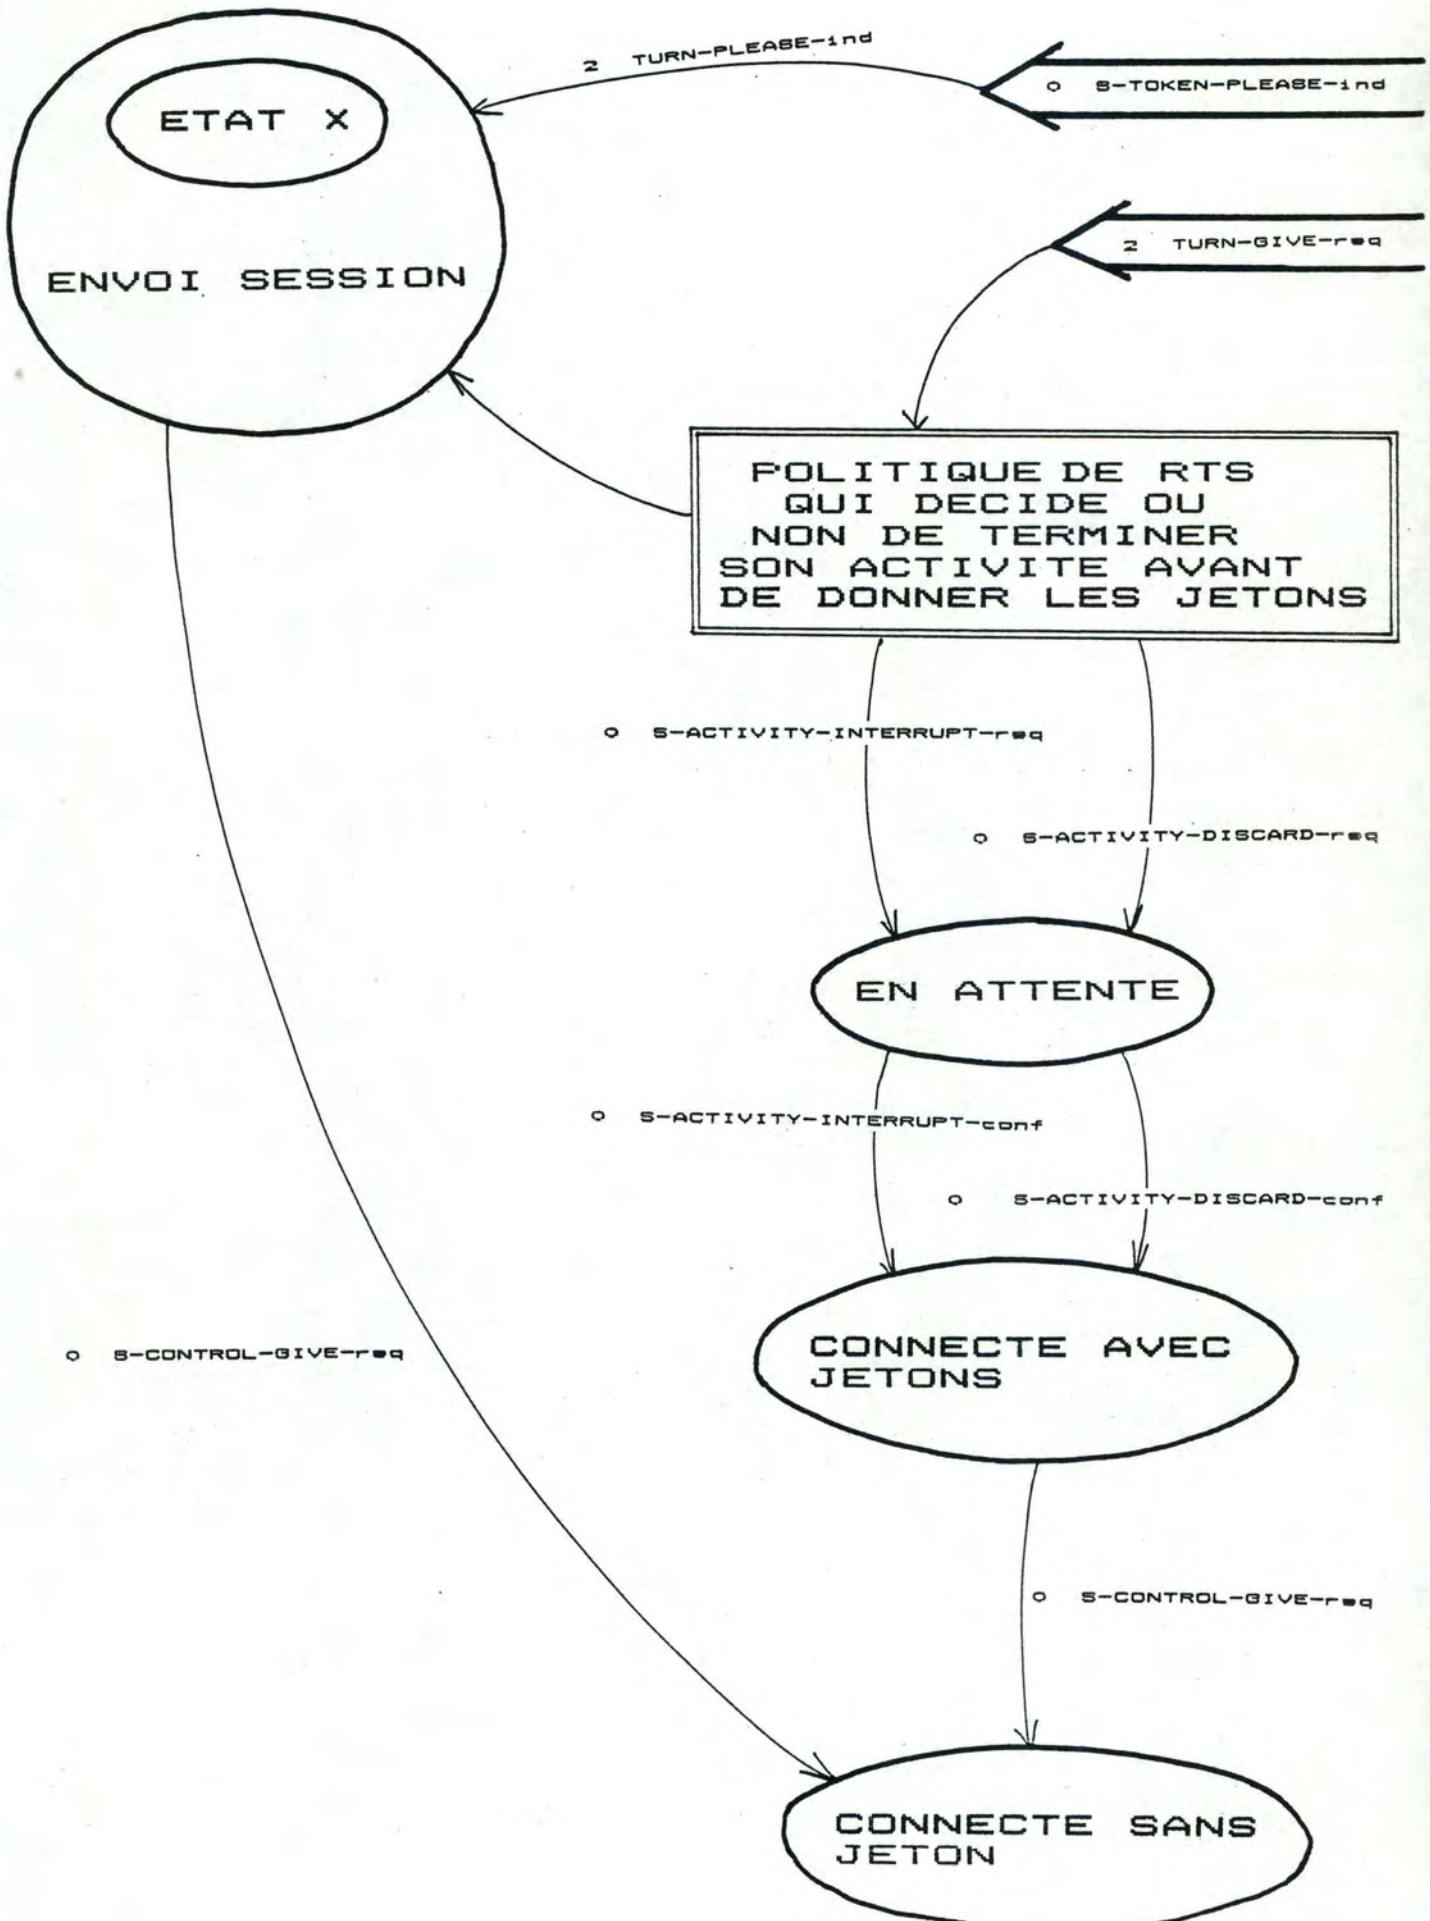 2 TURN-PLEASE-ind
O S-TOKEN-PLEASE-ind
ETAT X
2 TURN-GIVE-req
ENVOI SESSION
POLITIQUE DE RTS
QUI DECIDE OU
NON DE TERMINER
SON ACTIVITE AVANT
DE DONNER LES JETONS
O S-ACTIVITY-INTERRUPT-req
O S-ACTIVITY-DISCARD-req
EN ATTENTE
O S-ACTIVITY-INTERRUPT-conf
O S-ACTIVITY-DISCARD-conf
CONNECTE AVEC
JETONS
O S-CONTROL-GIVE-req
O S-CONTROL-GIVE-req
CONNECTE SANS
JETON